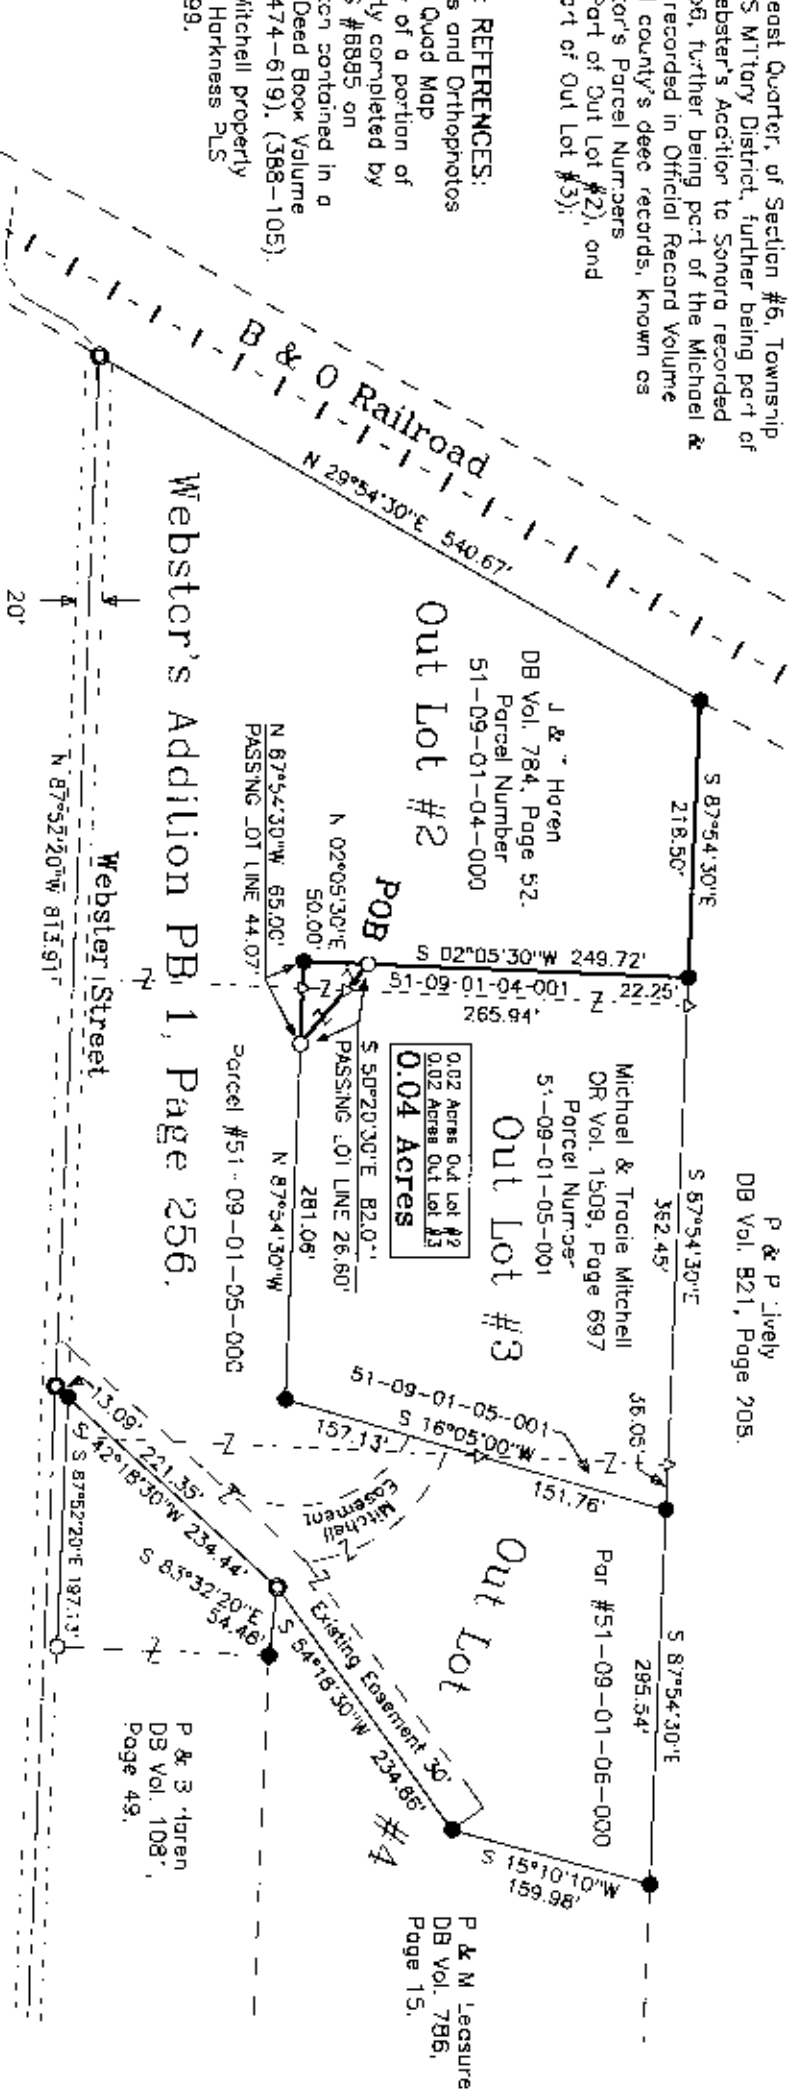 east Quarter, of Section #6, Township
S Military District, further being part of
ebster's Addition to Sonora recorded
6, further being part of the Michael &
recorded in Official Record Volume
county's deed records, known as
tor's Parcel Numbers
Part of Out Lot #2), and
rt of Out Lot #3);
REFERENCES:
s and Orthophotos
Quad Map
of a portion of
ty completed by
#6885 on
on contained in a
Deed Book Volume
474-619), (388-105).
Mitchell property
Harkness PLS
99.
B & O Railroad
N 29°54'30"E 540.67'
S 87°54'30"E
218.50'
P & P Lively
DB Vol. 821, Page 205.
S 87°54'30"E
362.45'
36.05'
S 87°54'30"E
295.54'
J & T Haren
DB Vol. 784, Page 52.
Parcel Number
51-09-01-04-000
Out Lot #2
S 02°05'30"W 249.72'
51-09-01-04-001
22.25'
265.94'
Michael & Tracie Mitchell
OR Vol. 1509, Page 697
Parcel Number
51-09-01-05-001
Out Lot #3
0.02 Acres Out Lot #2
0.02 Acres Out Lot #3
0.04 Acres
POB
N 02°05'30"E
50.00'
N 87°54'30"W 65.00'
PASSING LOT LINE 44.07'
S 50°20'30"E 82.01'
PASSING LOT LINE 26.60'
281.06'
N 87°54'30"W
Parcel #51-09-01-05-000
51-09-01-05-001
S 16°05'00"W
157.13'
151.76'
Mitchell
Easement
Par #51-09-01-06-000
Out Lot
#4
S 15°10'10"W
159.98'
Existing Easement 30'
S 54°18'30"W 234.86'
P & M Leasure
DB Vol. 786,
Page 15.
S 83°32'20"E
54.46'
13.09'
221.35'
S 42°18'30"W 234.44'
S 87°52'20"E 197.13'
P & B Haren
DB Vol. 1081,
Page 49.
Webster's Addition PB 1, Page 256.
Webster Street
N 87°52'20"W 813.91'
20'